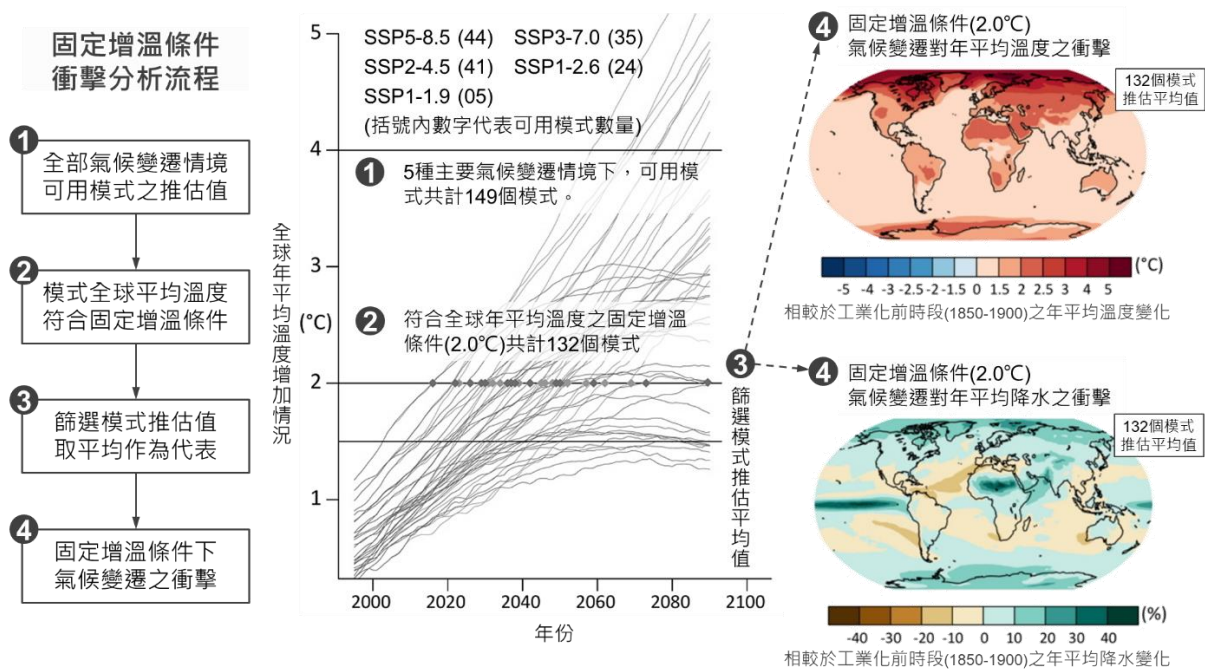 固定增溫條件
衝擊分析流程
1
全部氣候變遷情境
可用模式之推估值
2
模式全球平均溫度
符合固定增溫條件
3
篩選模式推估值
取平均作為代表
4
固定增溫條件下
氣候變遷之衝擊
全球年平均溫度增加情況
(°C)
5
4
3
2
1
SSP5-8.5 (44) SSP3-7.0 (35)
SSP2-4.5 (41) SSP1-2.6 (24)
SSP1-1.9 (05)
(括號內數字代表可用模式數量)
1 5種主要氣候變遷情境下，可用模
式共計149個模式。
2 符合全球年平均溫度之固定增溫
條件(2.0℃)共計132個模式
2000 2020 2040 2060 2080 2100
年份
3
篩選模式推估平均值
4 固定增溫條件(2.0℃)
氣候變遷對年平均溫度之衝擊
132個模式
推估平均值
(°C)
-5 -4 -3 -2.5 -2 -1.5 0 1.5 2 2.5 3 4 5
相較於工業化前時段(1850-1900)之年平均溫度變化
4 固定增溫條件(2.0℃)
氣候變遷對年平均降水之衝擊
132個模式
推估平均值
(%)
-40 -30 -20 -10 0 10 20 30 40
相較於工業化前時段(1850-1900)之年平均降水變化